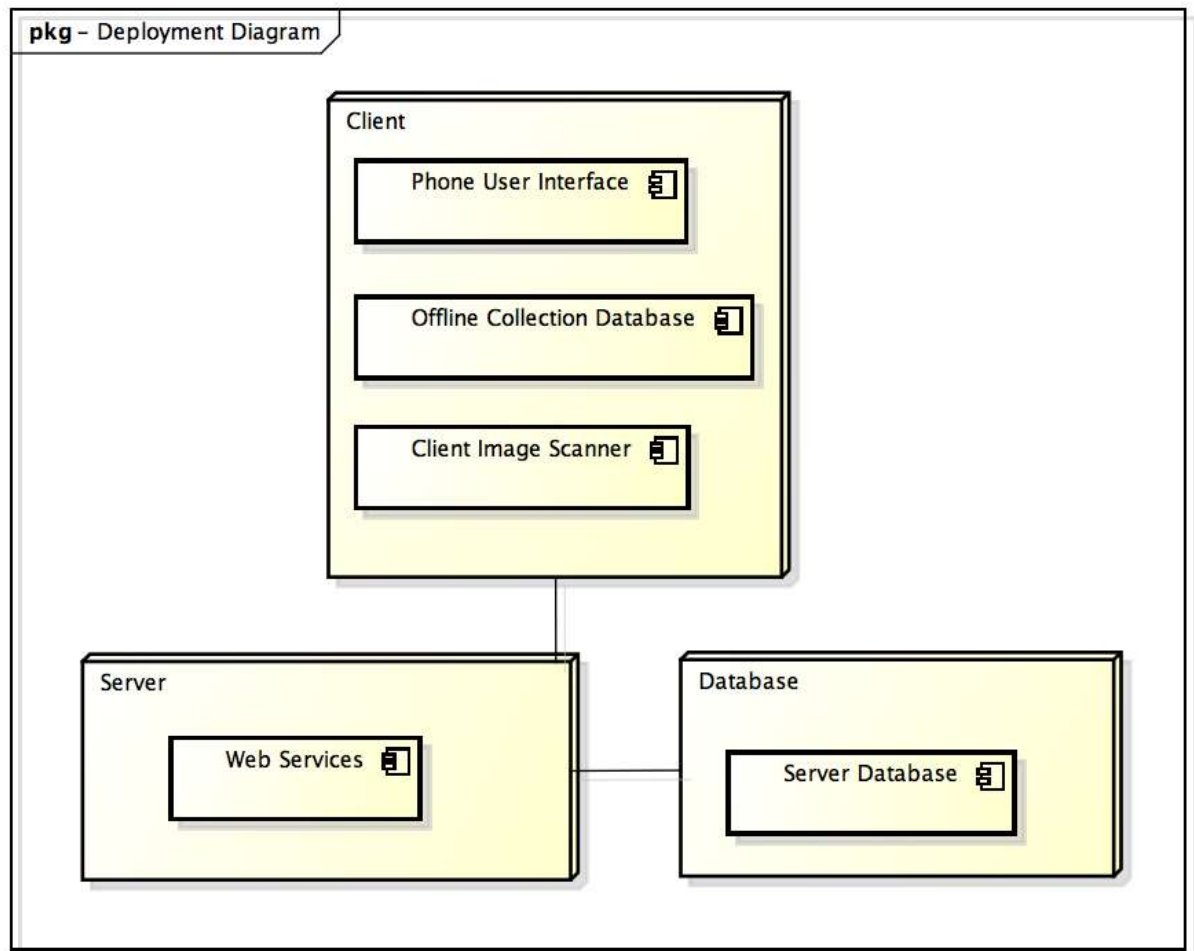 pkg – Deployment Diagram
Client
Phone User Interface
Offline Collection Database
Client Image Scanner
Server
Web Services
Database
Server Database